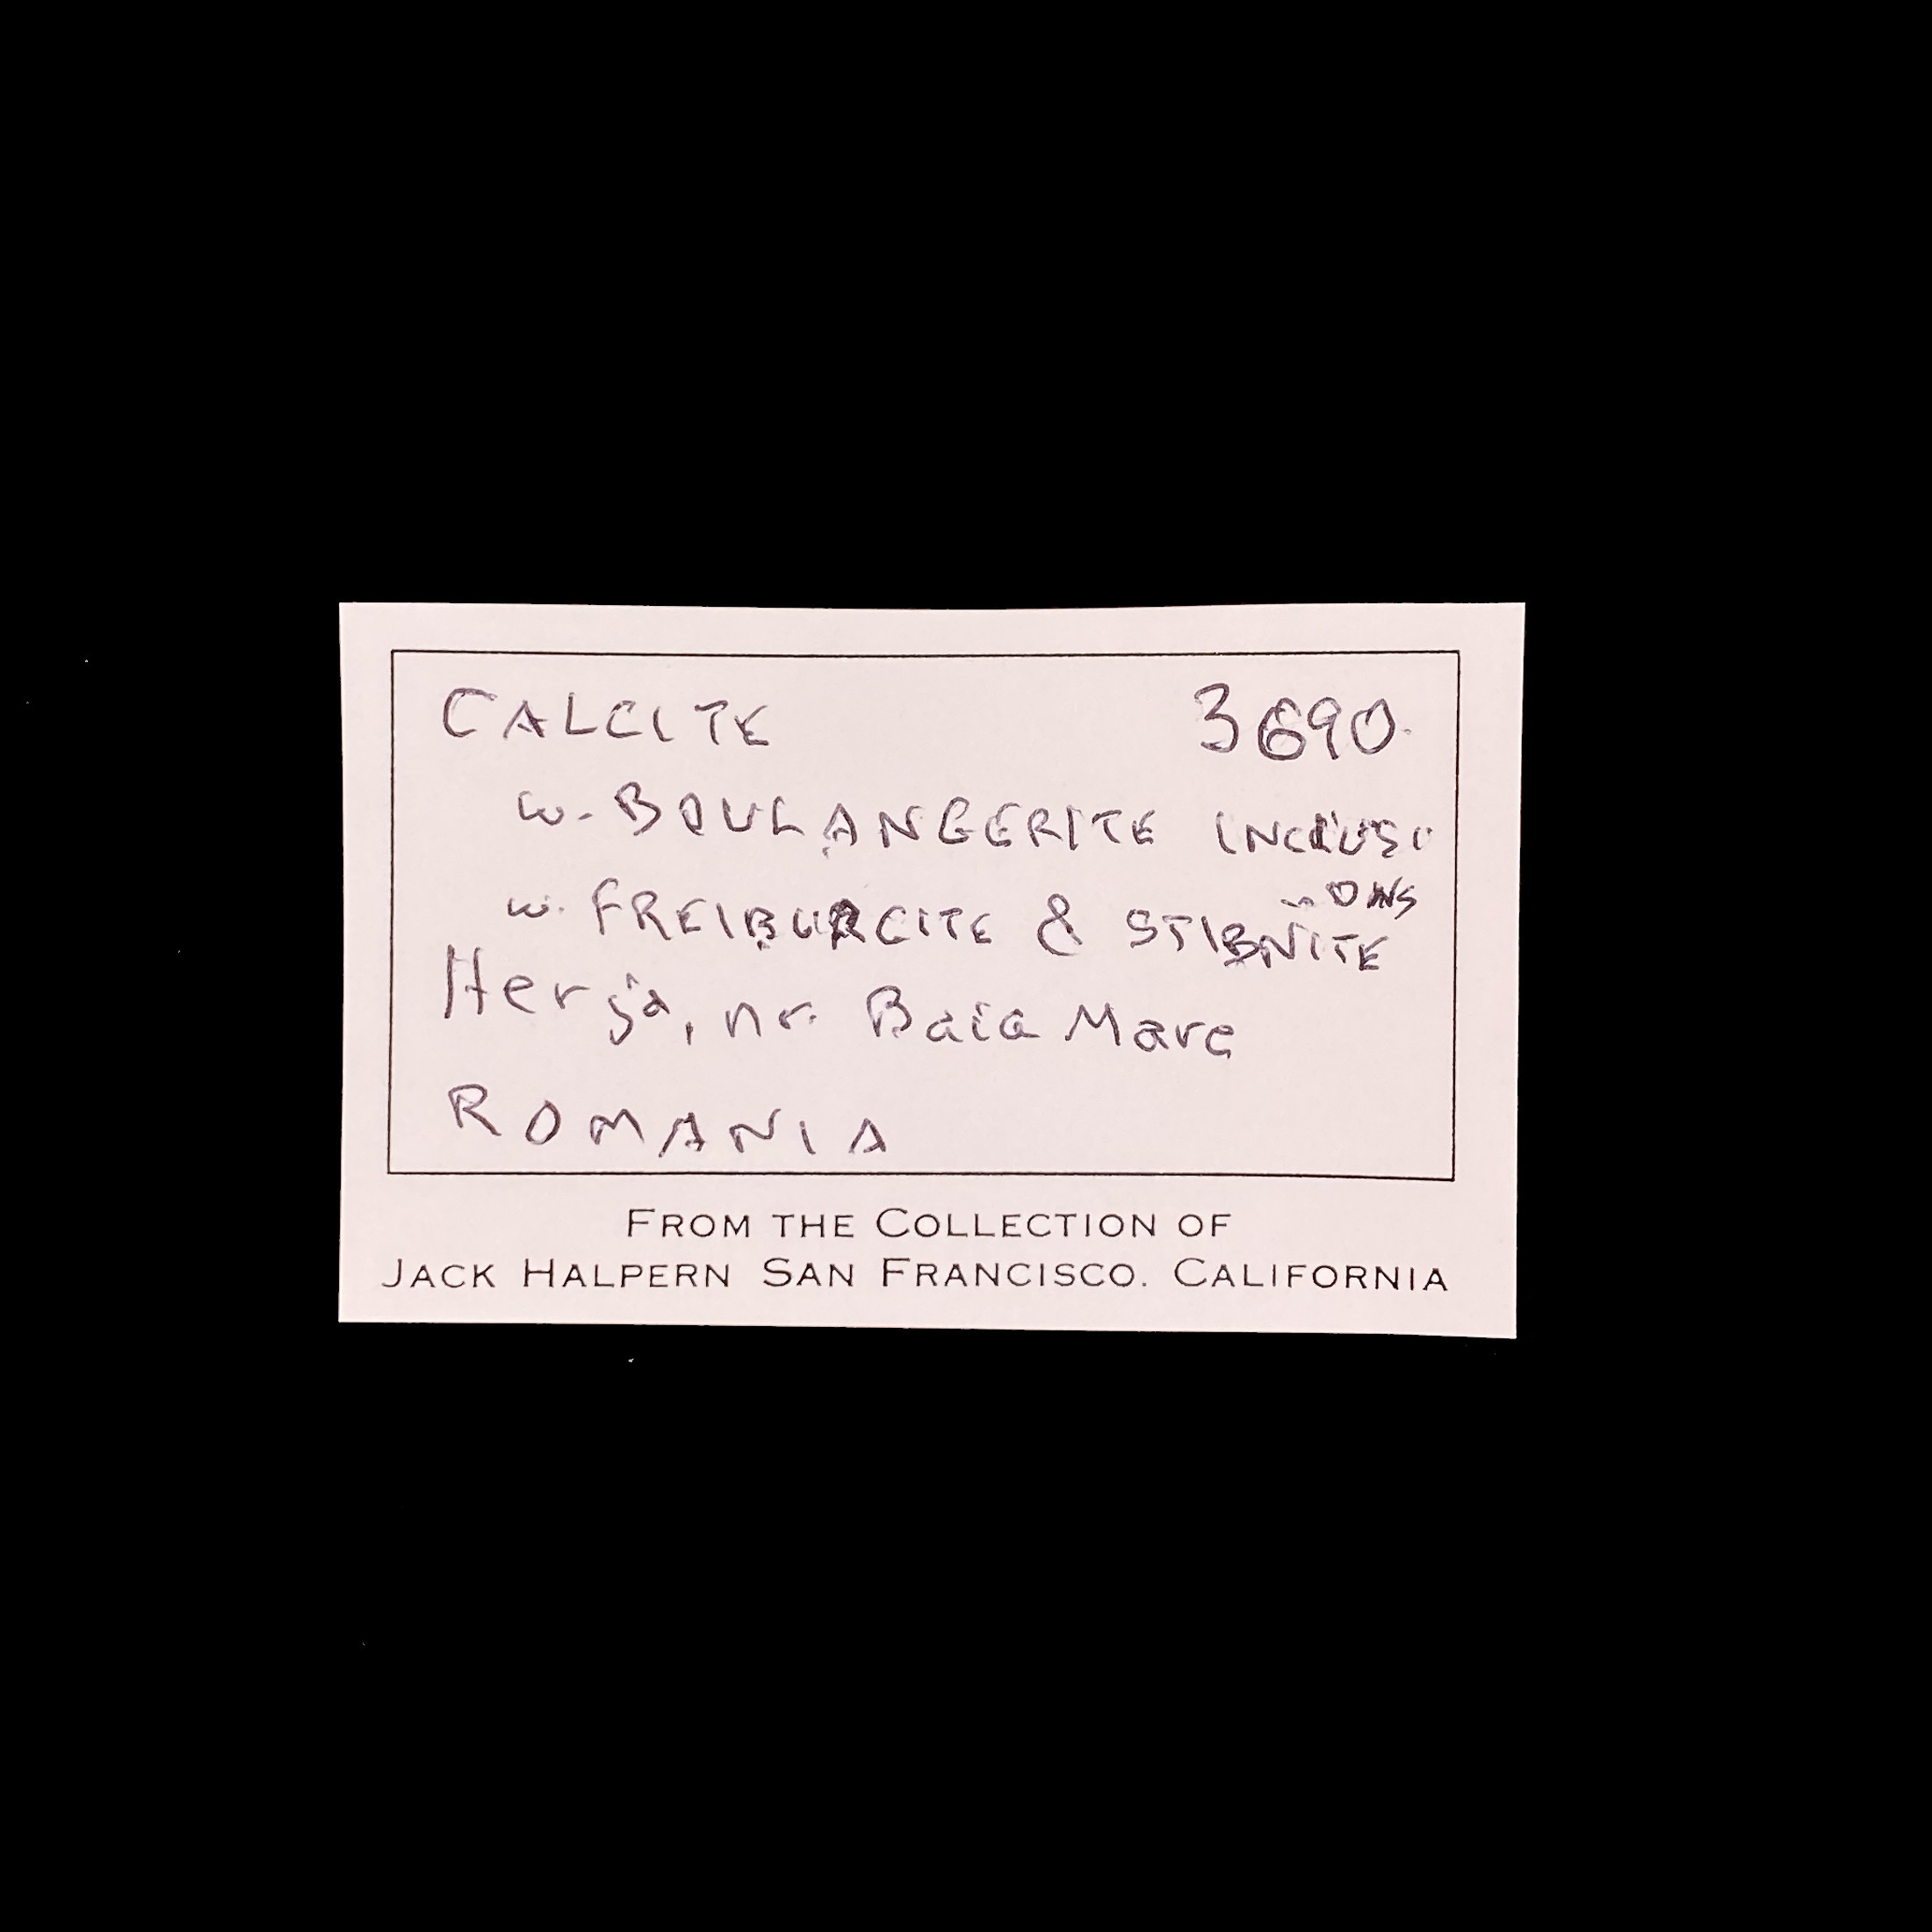 CALCITE 3690.
w. BOULANGERITE INCLUSI
ONS
w. FREIBURGITE & STIBNITE
Herja, nr. Baia Mare
ROMANIA
FROM THE COLLECTION OF
JACK HALPERN SAN FRANCISCO. CALIFORNIA